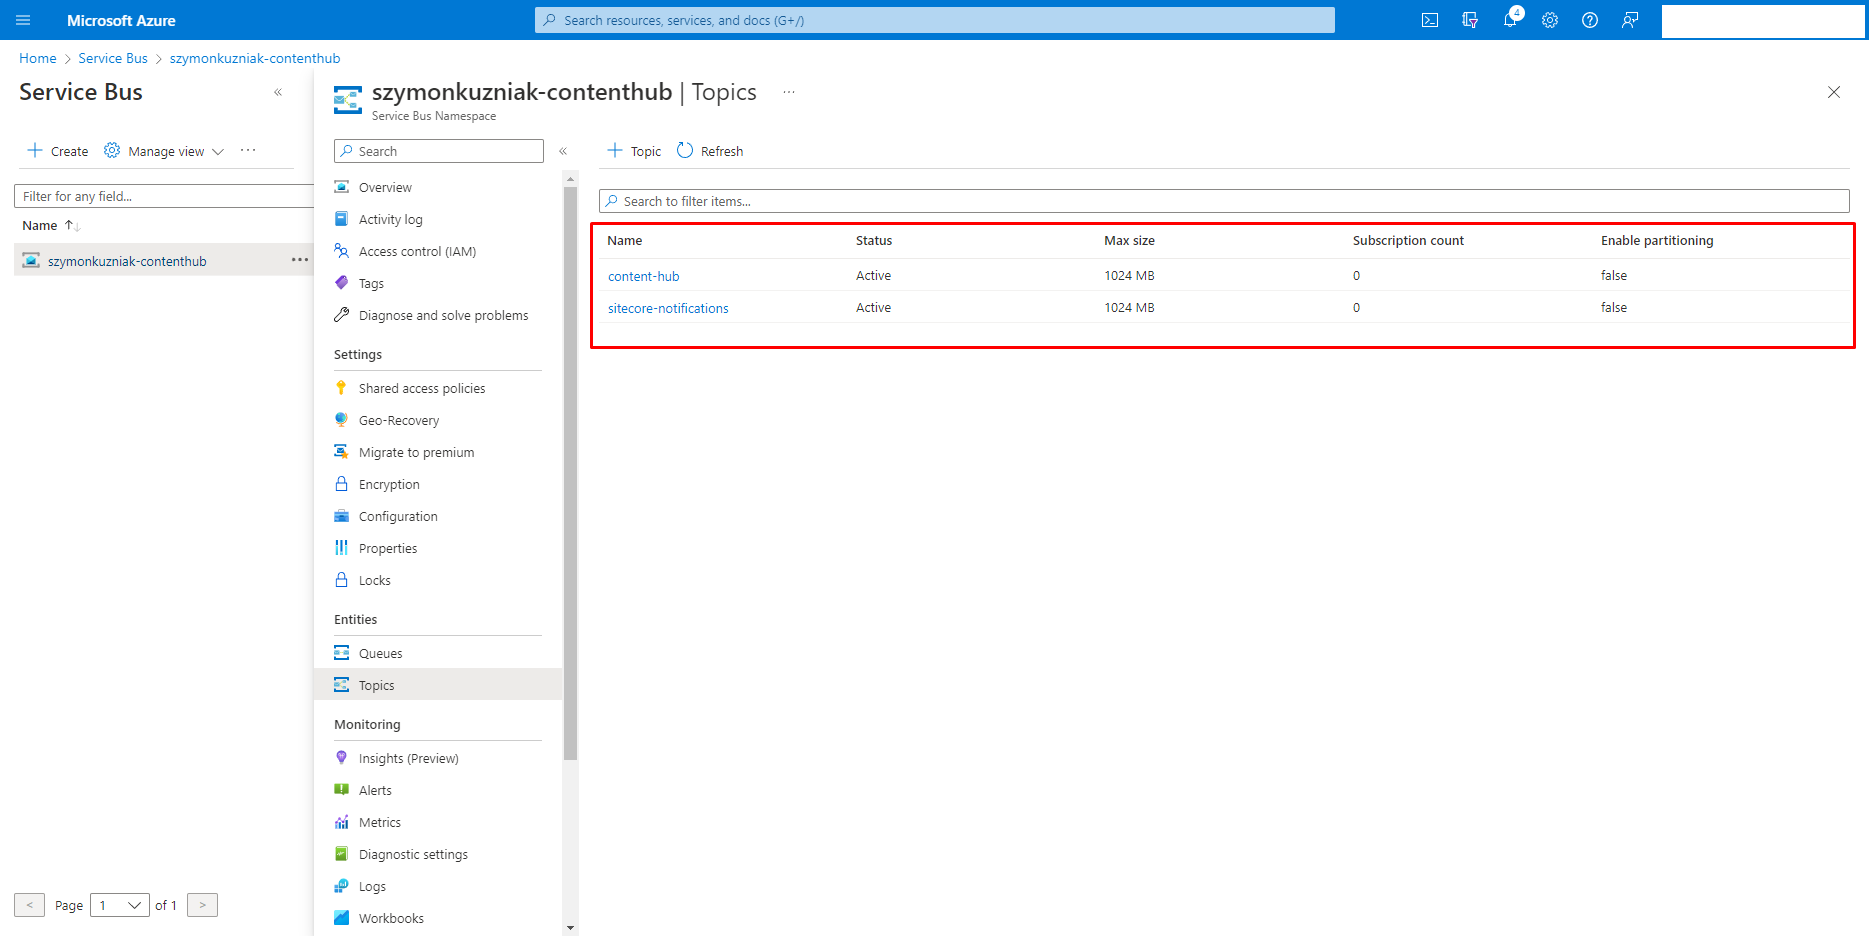 Microsoft Azure
Search resources, services, and docs (G+/)
4
Home > Service Bus > szymonkuzniak-contenthub
Service Bus «
+ Create Manage view ···
Filter for any field...
Name ↑↓
szymonkuzniak-contenthub ···
< Page 1 of 1 >
szymonkuzniak-contenthub | Topics ···
Service Bus Namespace
Search «
Overview
Activity log
Access control (IAM)
Tags
Diagnose and solve problems
Settings
Shared access policies
Geo-Recovery
Migrate to premium
Encryption
Configuration
Properties
Locks
Entities
Queues
Topics
Monitoring
Insights (Preview)
Alerts
Metrics
Diagnostic settings
Logs
Workbooks
+ Topic Refresh
Search to filter items...
Name Status Max size Subscription count Enable partitioning
content-hub Active 1024 MB 0 false
sitecore-notifications Active 1024 MB 0 false